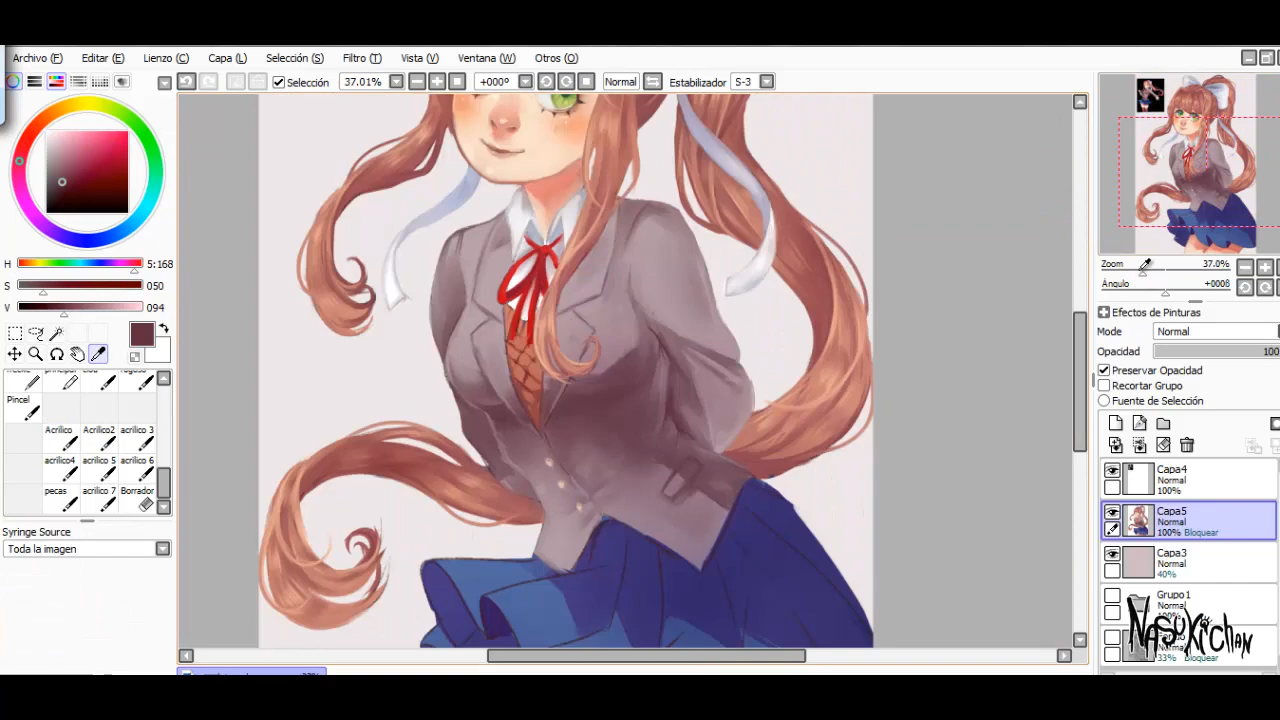 Archivo (F) Editar (E) Lienzo (C) Capa (L) Selección (S) Filtro (T) Vista (V) Ventana (W) Otros (O)
Selección 37.01% +000º Normal Estabilizador S-3
Zoom 37.0%
Ángulo +0008
H 5:168
S 050
V 094
Efectos de Pinturas
Mode Normal
Opacidad 100
Preservar Opacidad
Recortar Grupo
Fuente de Selección
Pincel
Acrilico Acrilico2 acrilico 3
acrilico4 acrilico 5 acrilico 6
pecas acrilico 7 Borrador
Syringe Source
Toda la imagen
Capa4
Normal
100%
Capa5
Normal
100% Bloquear
Capa3
Normal
40%
Grupo1
Normal
33% Bloquear
NASUKiCHAN